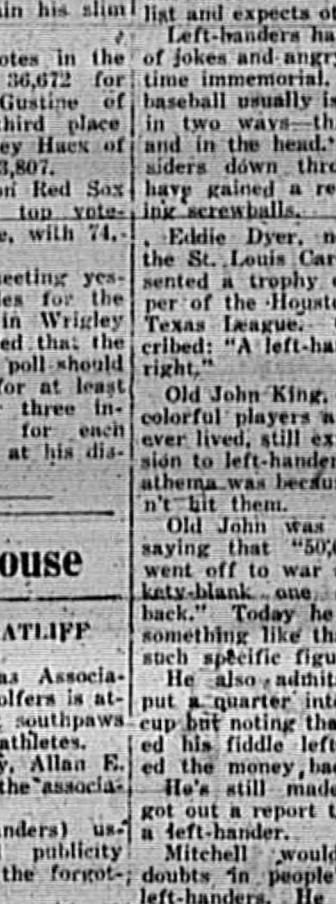 in his slim
otes in the
36,672 for
Gustine of
third place
ey Hack of
3,807.
on Red Sox
top vote-
e, with 74,-
eeting yes-
es for the
in Wrigley
ed that the
poll should
for at least
three in-
for each
at his dis-
ouse
ATLIFF
as Associa-
olfers is at-
southpaws
athletes.
y, Allan E.
the associa-
nders) us-
publicity
the forgot-
list and expects ot
Left-handers ha
of jokes and angry
time immemorial.
baseball usually is
in two ways—th
and in the head."
siders down thro
have gained a re
ing screwballs.
Eddie Dyer, n
the St. Louis Car
sented a trophy
per of the Houst
Texas League.
cribed: "A left-ha
right."
Old John King,
colorful players a
ever lived, still ex
sion to left-hander
athema was becau
n't hit them.
Old John was
saying that "50,
went off to war
kety-blank one
back." Today he
something like tha
such specific figu
He also admit
put a quarter int
cup but noting tha
ed his fiddle left
ed the money bac
He's still made
got out a report t
a left-hander.
Mitchell would
doubts in people
left-handers. He